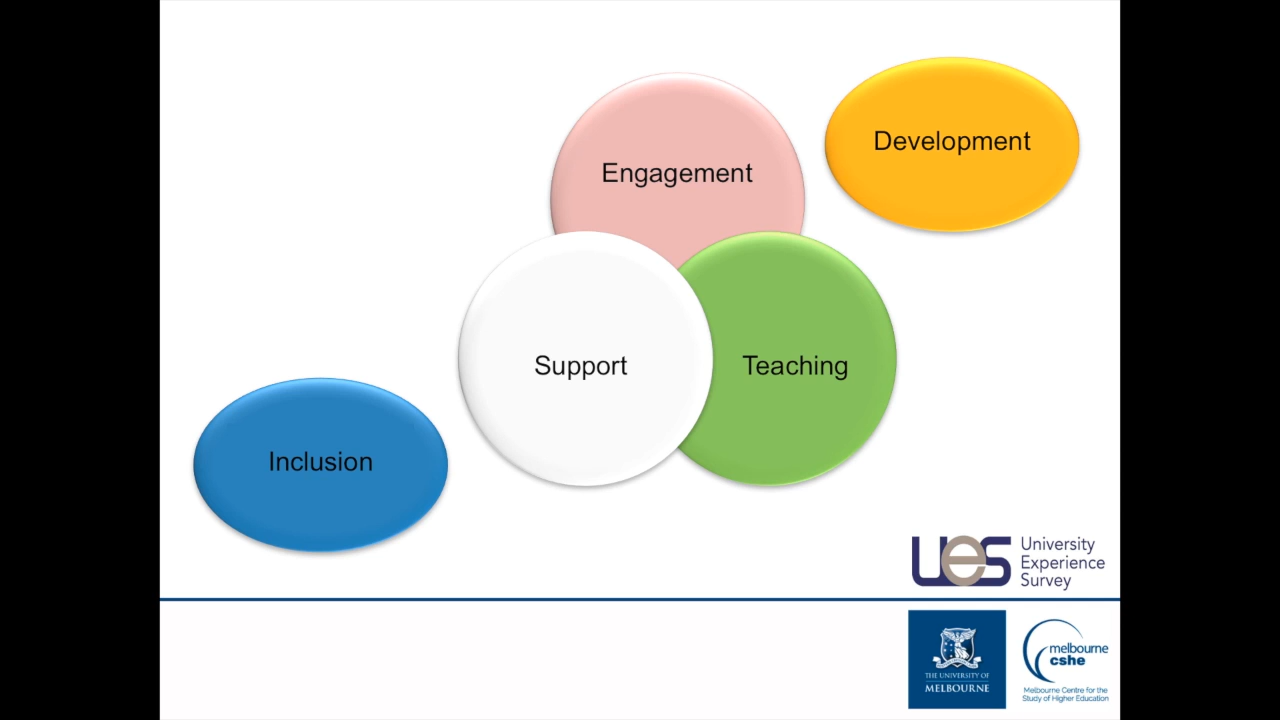 Development
Engagement
Support
Teaching
Inclusion
ues
University
Experience
Survey
THE UNIVERSITY OF
MELBOURNE
melbourne
cshe
Melbourne Centre for the
Study of Higher Education